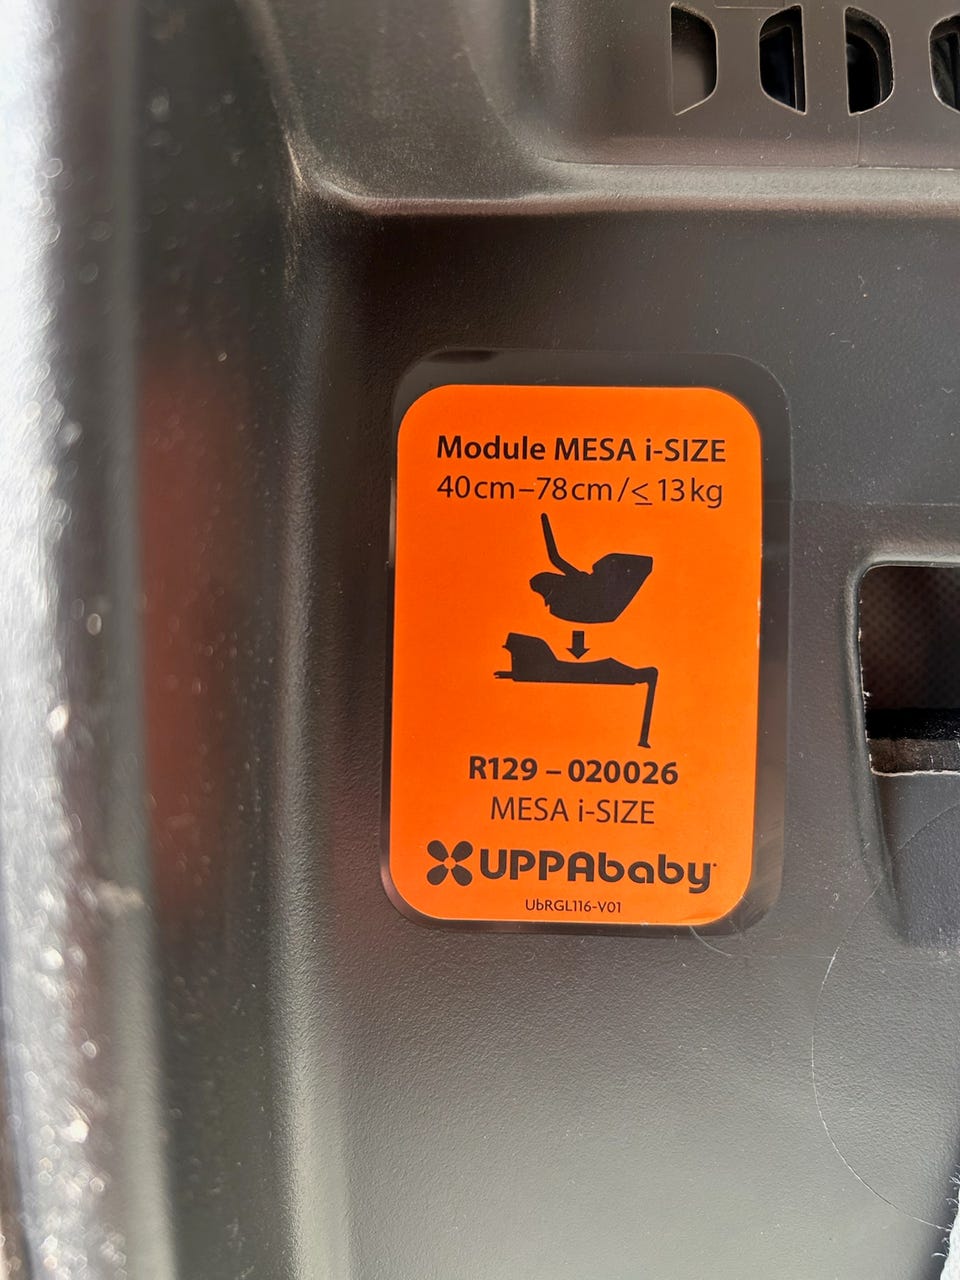 Module MESA i-SIZE
40cm–78cm/≤13kg
R129 – 020026
MESA i-SIZE
UPPAbaby
UbRGL116-V01